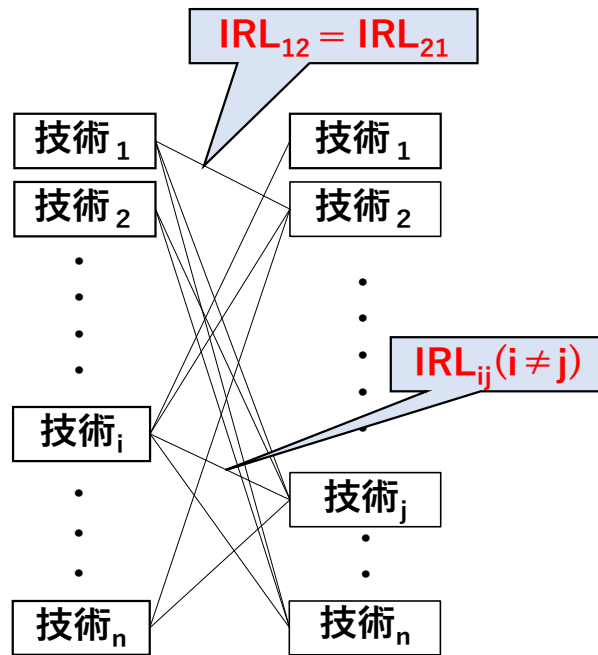 IRL₁₂ = IRL₂₁
技術₁
技術₁
技術₂
技術₂
IRLᵢⱼ(i ≠ j)
技術ᵢ
技術ⱼ
技術ₙ
技術ₙ